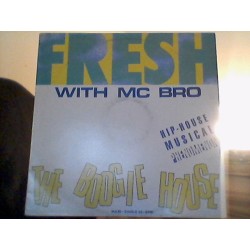 FRESH
WITH MC BRO
HIP-HOUSE
MUSICAL
THE BOOGIE HOUSE